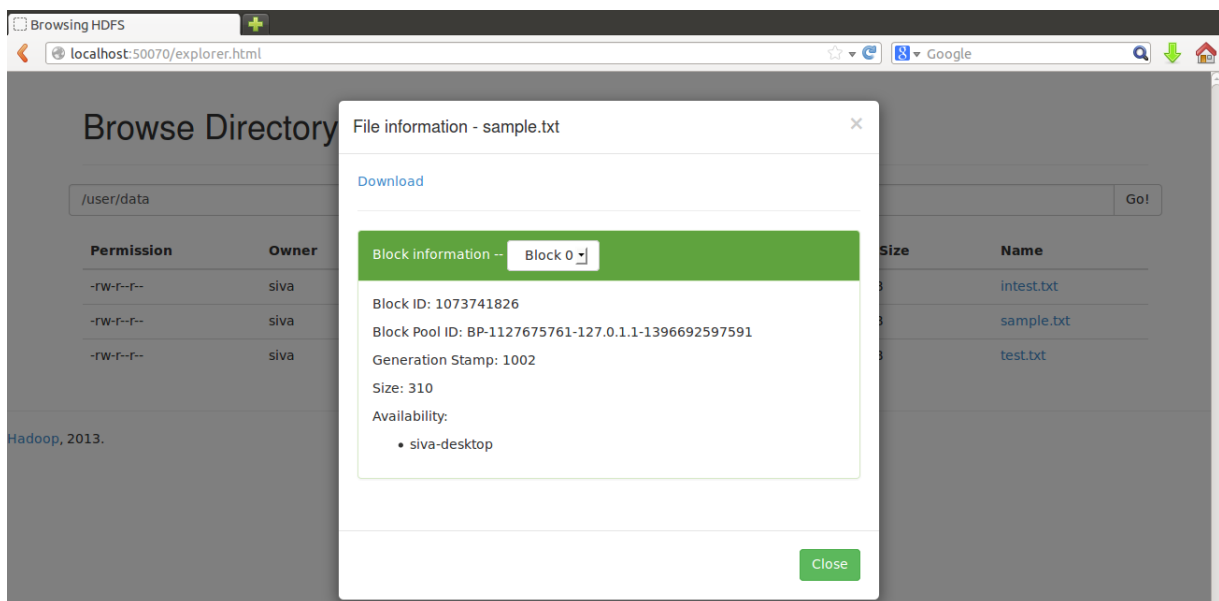 Browsing HDFS
localhost:50070/explorer.html
Google
Browse Directory
File information - sample.txt
×
Download
/user/data
Go!
Block information --
Block 0
Permission
Owner
Size
Name
-rw-r--r--
siva
intest.txt
-rw-r--r--
siva
sample.txt
-rw-r--r--
siva
test.txt
Block ID: 1073741826
Block Pool ID: BP-1127675761-127.0.1.1-1396692597591
Generation Stamp: 1002
Size: 310
Availability:
• siva-desktop
Hadoop, 2013.
Close